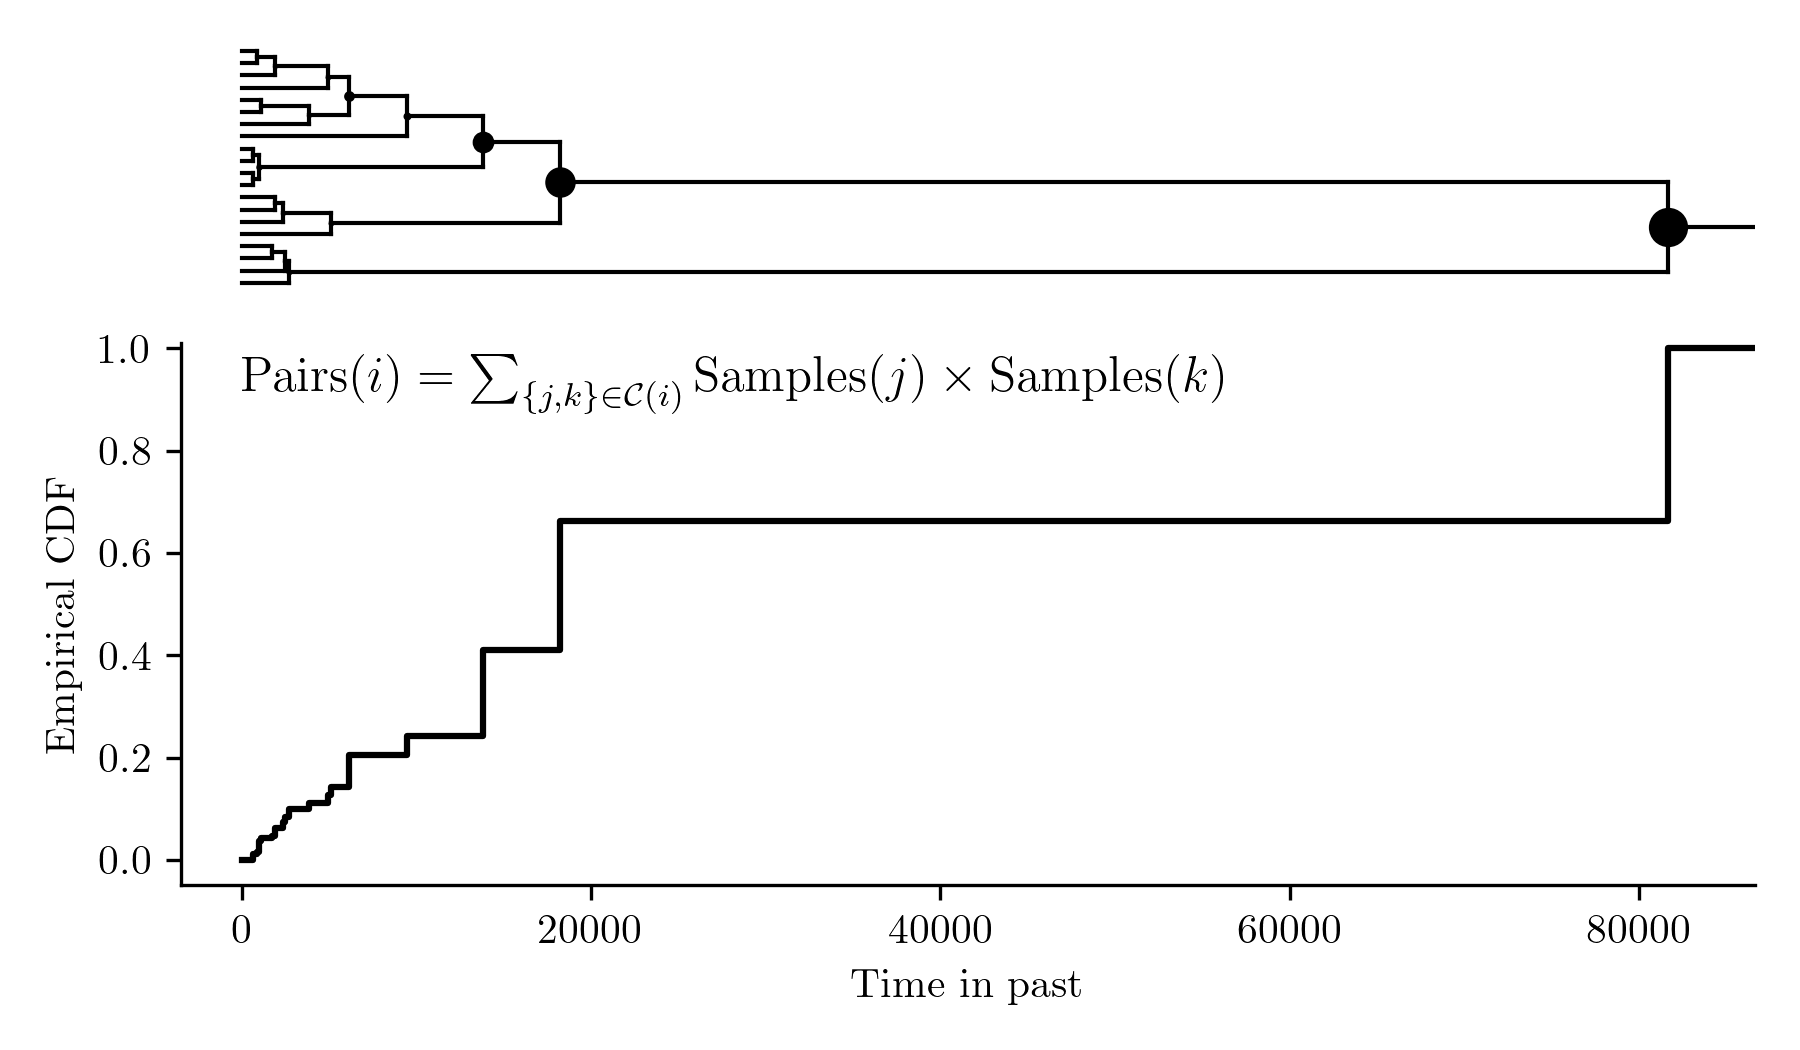 Pairs(i) = ∑_{{j,k}∈𝒞(i)} Samples(j) × Samples(k)
1.0
0.8
0.6
0.4
0.2
0.0
Empirical CDF
0 20000 40000 60000 80000
Time in past